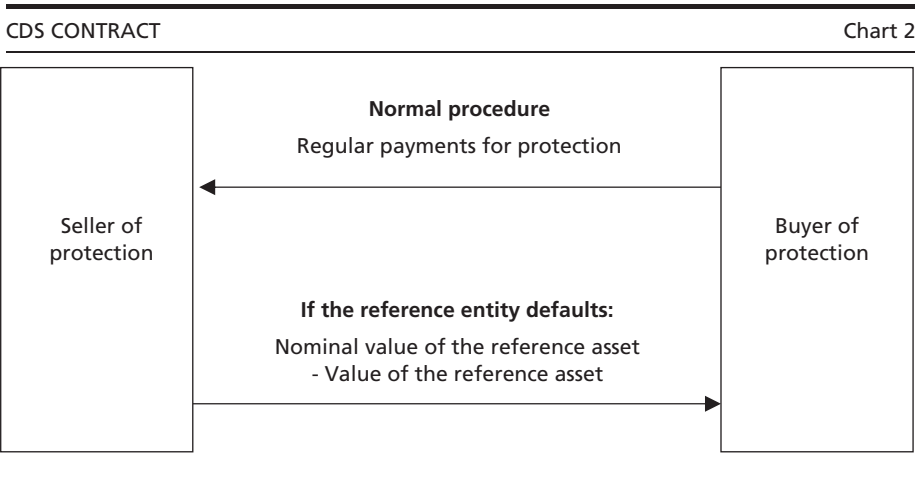 CDS CONTRACT
Chart 2
Normal procedure
Regular payments for protection
Seller of
protection
Buyer of
protection
If the reference entity defaults:
Nominal value of the reference asset
- Value of the reference asset